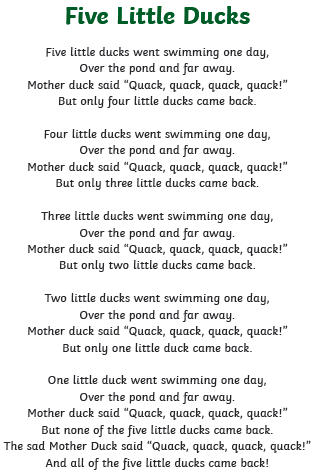 Five Little Ducks
Five little ducks went swimming one day,
Over the pond and far away.
Mother duck said “Quack, quack, quack, quack!”
But only four little ducks came back.
Four little ducks went swimming one day,
Over the pond and far away.
Mother duck said “Quack, quack, quack, quack!”
But only three little ducks came back.
Three little ducks went swimming one day,
Over the pond and far away.
Mother duck said “Quack, quack, quack, quack!”
But only two little ducks came back.
Two little ducks went swimming one day,
Over the pond and far away.
Mother duck said “Quack, quack, quack, quack!”
But only one little duck came back.
One little duck went swimming one day,
Over the pond and far away.
Mother duck said “Quack, quack, quack, quack!”
But none of the five little ducks came back.
The sad Mother Duck said “Quack, quack, quack, quack!”
And all of the five little ducks came back!